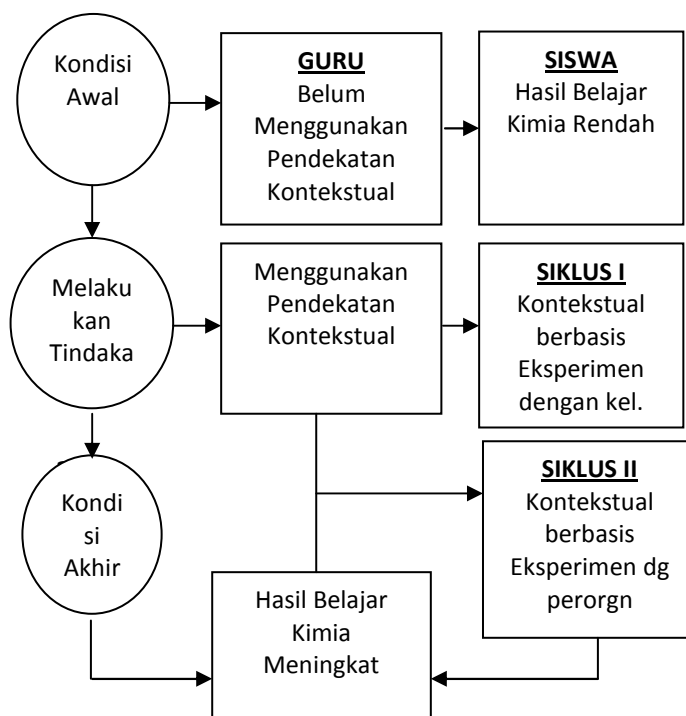 Kondisi
Awal
GURU
Belum
Menggunakan
Pendekatan
Kontekstual
SISWA
Hasil Belajar
Kimia Rendah
Melaku
kan
Tindaka
Menggunakan
Pendekatan
Kontekstual
SIKLUS I
Kontekstual
berbasis
Eksperimen
dengan kel.
Kondi
si
Akhir
SIKLUS II
Kontekstual
berbasis
Eksperimen dg
perorgn
Hasil Belajar
Kimia
Meningkat